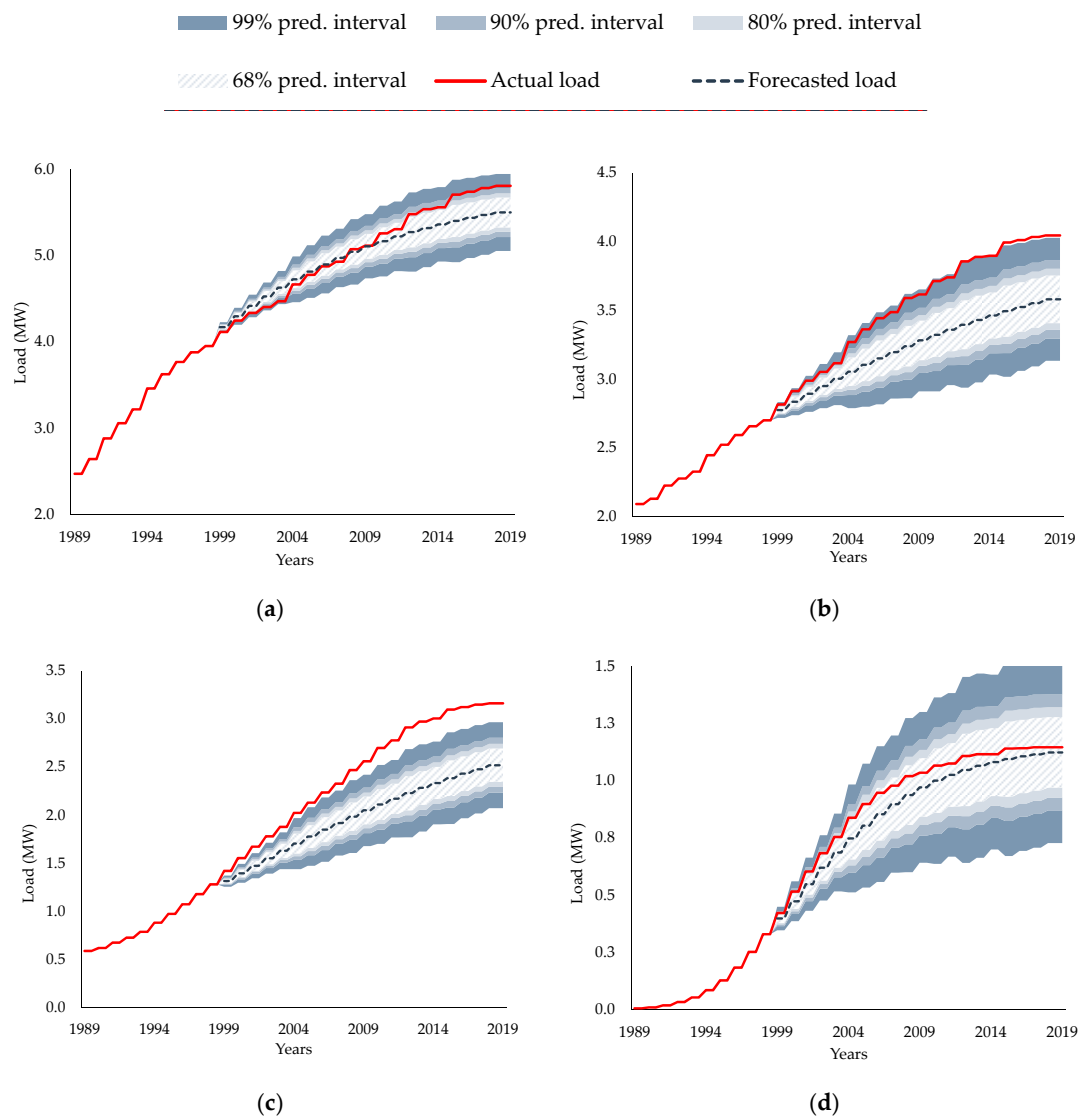 99% pred. interval 90% pred. interval 80% pred. interval
68% pred. interval Actual load Forecasted load
6.0
5.0
4.0
3.0
2.0
Load (MW)
1989 1994 1999 2004 2009 2014 2019
Years
(a)
4.5
4.0
3.5
3.0
2.5
2.0
Load (MW)
1989 1994 1999 2004 2009 2014 2019
Years
(b)
3.5
3.0
2.5
2.0
1.5
1.0
0.5
0.0
Load (MW)
1989 1994 1999 2004 2009 2014 2019
Years
(c)
1.5
1.3
1.0
0.8
0.5
0.3
0.0
Load (MW)
1989 1994 1999 2004 2009 2014 2019
Years
(d)